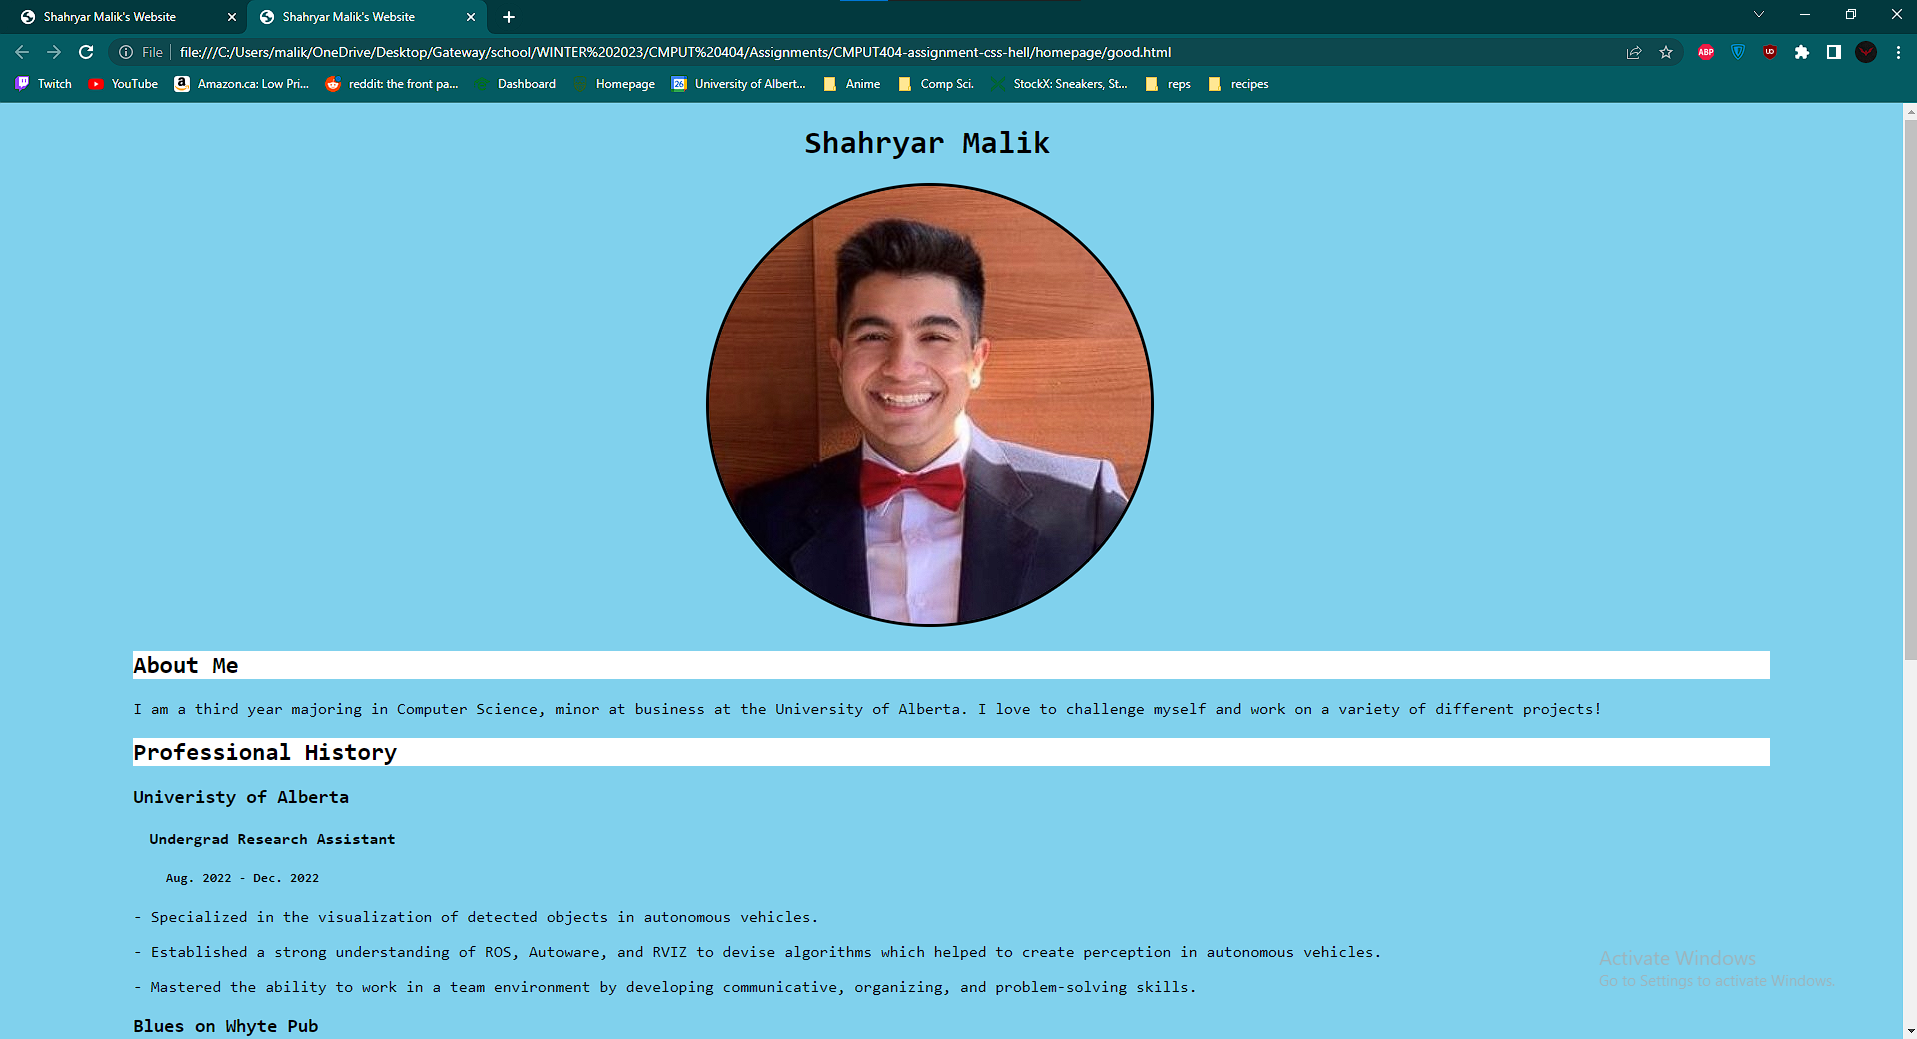 Shahryar Malik's Website
Shahryar Malik's Website
File
file:///C:/Users/malik/OneDrive/Desktop/Gateway/school/WINTER%202023/CMPUT%20404/Assignments/CMPUT404-assignment-css-hell/homepage/good.html
ABP
UD
Twitch
YouTube
Amazon.ca: Low Pri...
reddit: the front pa...
Dashboard
Homepage
26
University of Albert...
Anime
Comp Sci.
StockX: Sneakers, St...
reps
recipes
Shahryar Malik
About Me
I am a third year majoring in Computer Science, minor at business at the University of Alberta. I love to challenge myself and work on a variety of different projects!
Professional History
Univeristy of Alberta
Undergrad Research Assistant
Aug. 2022 - Dec. 2022
- Specialized in the visualization of detected objects in autonomous vehicles.
- Established a strong understanding of ROS, Autoware, and RVIZ to devise algorithms which helped to create perception in autonomous vehicles.
- Mastered the ability to work in a team environment by developing communicative, organizing, and problem-solving skills.
Blues on Whyte Pub
Activate Windows
Go to Settings to activate Windows.